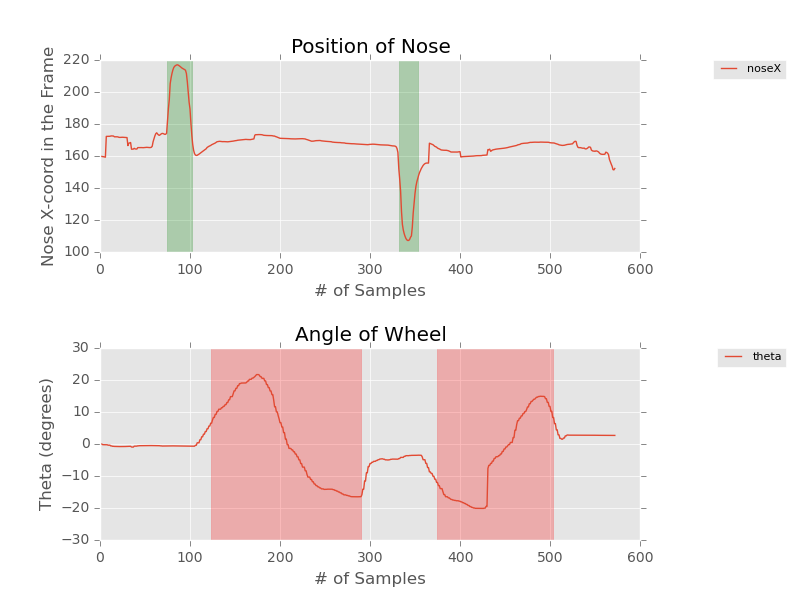 Position of Nose
noseX
Nose X-coord in the Frame
220
200
180
160
140
120
100
0 100 200 300 400 500 600
# of Samples
Angle of Wheel
theta
Theta (degrees)
30
20
10
0
−10
−20
−30
0 100 200 300 400 500 600
# of Samples